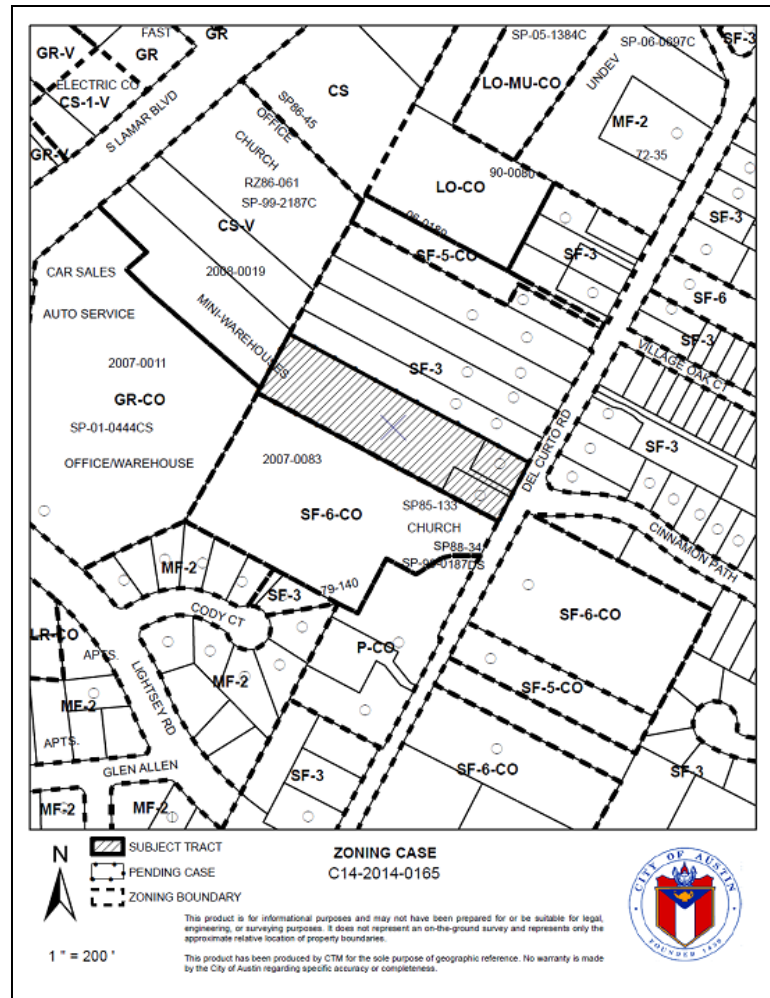 FAST
GR
SF-3
GR-V
GR
SP-05-1384C
SP-06-0697C
ELECTRIC CO
CS-1-V
CS
LO-MU-CO
UNDEV
S LAMAR BLVD
SP86-45
OFFICE
MF-2
72-35
GR-V
CHURCH
RZ86-061
SP-99-2187C
90-0080
LO-CO
CS-V
SF-5-CO
SF-3
SF-3
CAR SALES
2008-0019
SF-6
AUTO SERVICE
MINI-WAREHOUSES
SF-3
VILLAGE OAK CT
2007-0011
SF-3
GR-CO
SP-01-0444CS
OFFICE/WAREHOUSE
2007-0083
DEL CURTO RD
SF-3
SP85-133
SF-6-CO
CHURCH
SP88-34
CINNAMON PATH
MF-2
SF-3
79-140
CODY CT
SF-6-CO
LR-CO
APTS.
LIGHTSEY RD
P-CO
MF-2
SF-5-CO
MF-2
APTS.
GLEN ALLEN
SF-3
SF-6-CO
SF-3
MF-2
MF-2
N
SUBJECT TRACT
PENDING CASE
ZONING BOUNDARY
1 " = 200 '
ZONING CASE
C14-2014-0165
This product is for informational purposes and may not have been prepared for or be suitable for legal,
engineering, or surveying purposes. It does not represent an on-the-ground survey and represents only the
approximate relative location of property boundaries.
This product has been produced by CTM for the sole purpose of geographic reference. No warranty is made
by the City of Austin regarding specific accuracy or completeness.
CITY OF AUSTIN
FOUNDED 1839